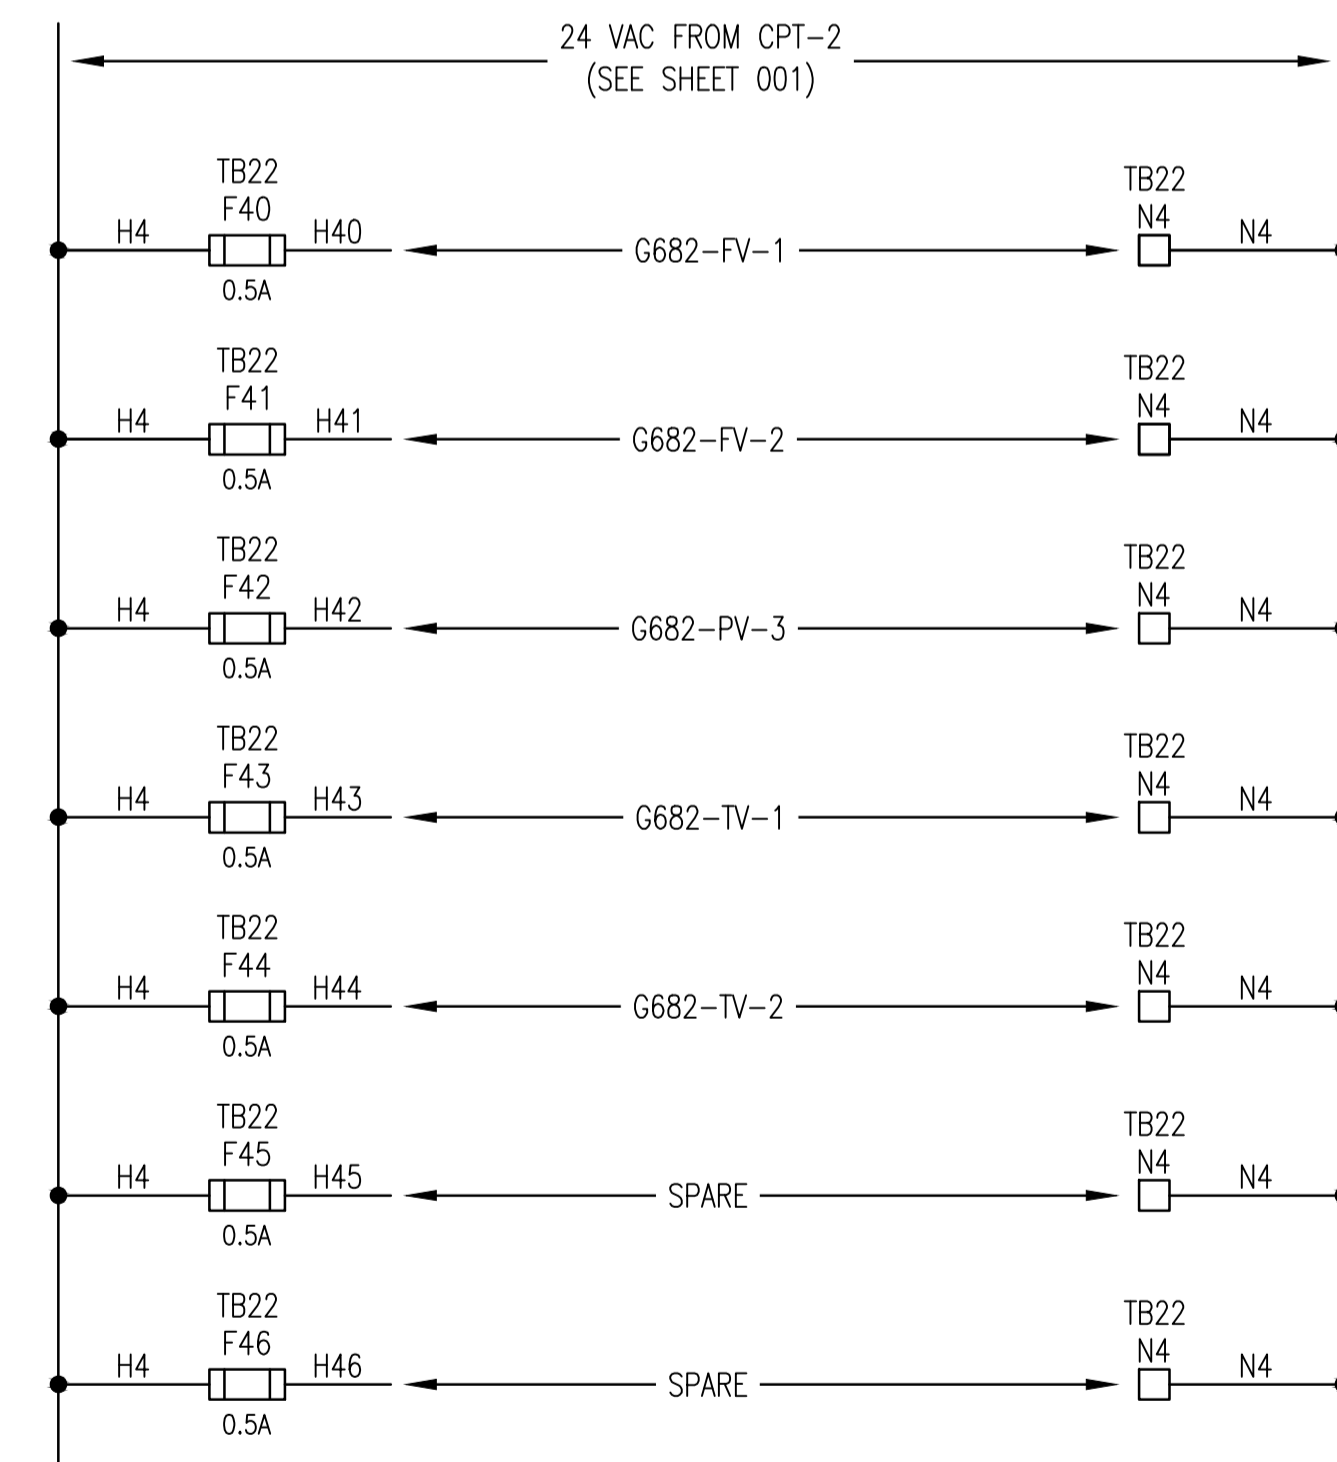 24 VAC FROM CPT-2
(SEE SHEET 001)
TB22
F40
H4
H40
0.5A
G682-FV-1
TB22
N4
N4
TB22
F41
H4
H41
0.5A
G682-FV-2
TB22
N4
N4
TB22
F42
H4
H42
0.5A
G682-PV-3
TB22
N4
N4
TB22
F43
H4
H43
0.5A
G682-TV-1
TB22
N4
N4
TB22
F44
H4
H44
0.5A
G682-TV-2
TB22
N4
N4
TB22
F45
H4
H45
0.5A
SPARE
TB22
N4
N4
TB22
F46
H4
H46
0.5A
SPARE
TB22
N4
N4